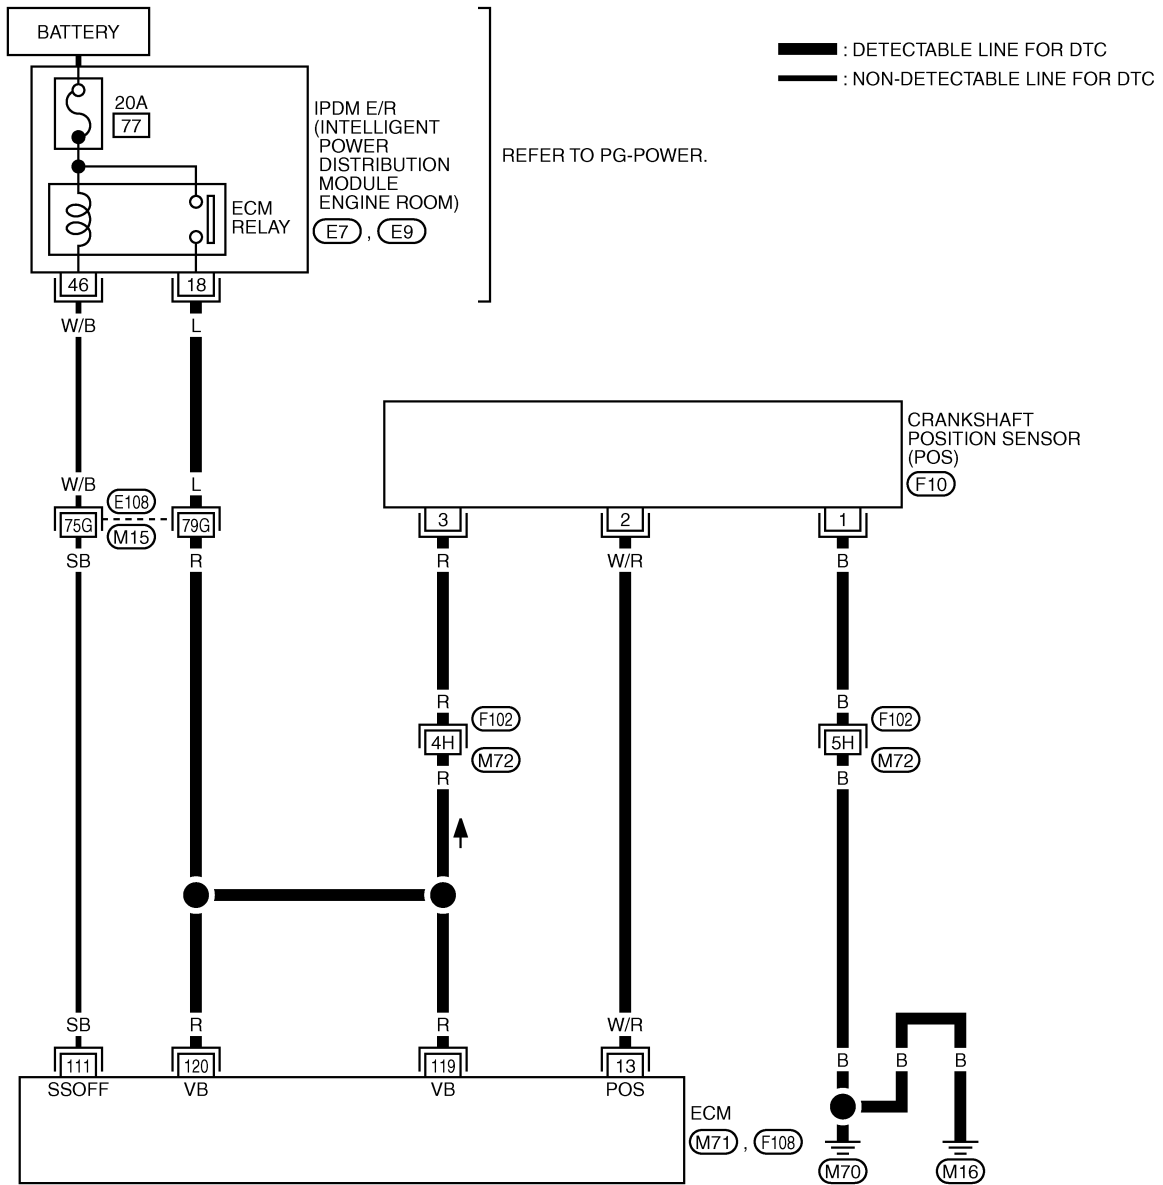 BATTERY
: DETECTABLE LINE FOR DTC
: NON-DETECTABLE LINE FOR DTC
20A
77
IPDM E/R
(INTELLIGENT
POWER
DISTRIBUTION
MODULE
ENGINE ROOM)
E7 , E9
REFER TO PG-POWER.
ECM
RELAY
46 18
W/B L
CRANKSHAFT
POSITION SENSOR
(POS)
F10
W/B L
E108
75G 79G
M15
3 2 1
SB R R W/R B
R B
F102 F102
4H 5H
M72 M72
R B
SB R R W/R
B B B
111 120 119 13
SSOFF VB VB POS
ECM
M71 , F108
M70 M16